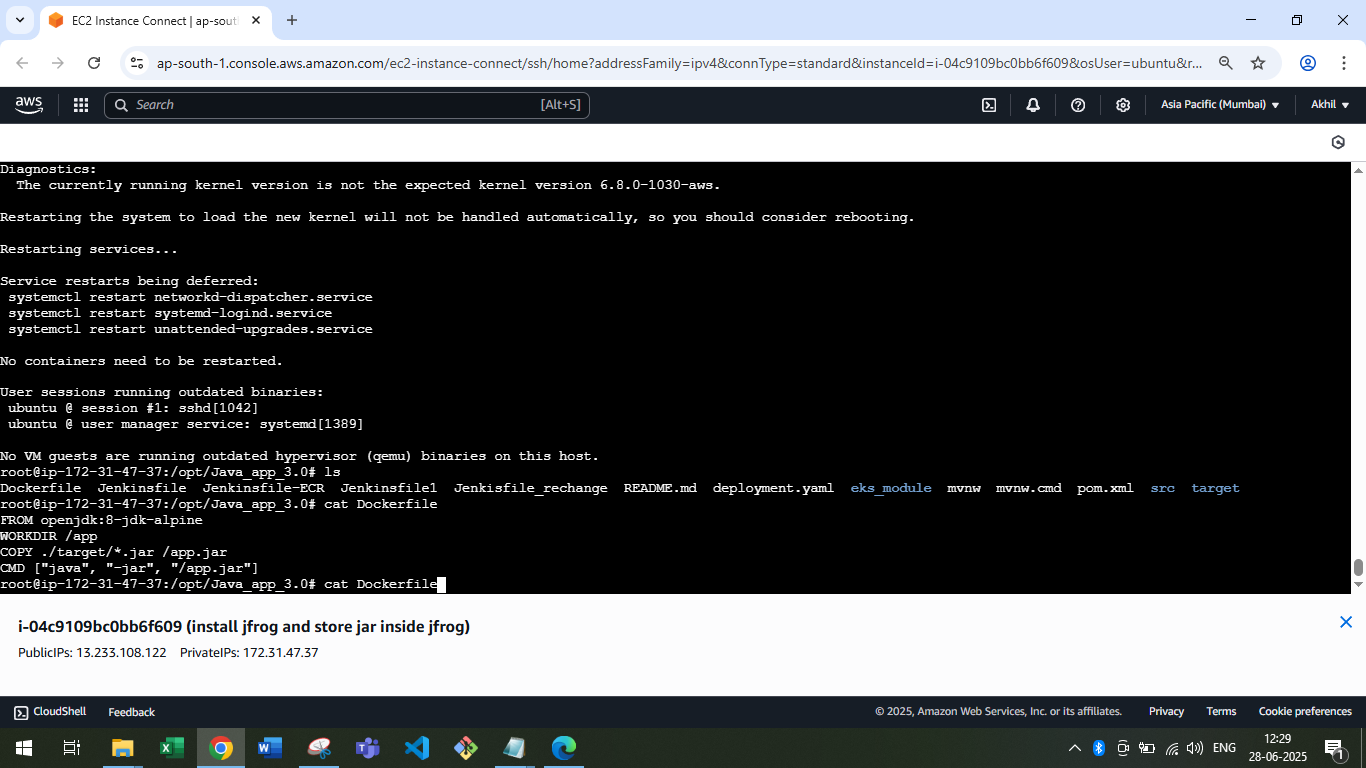 EC2 Instance Connect | ap-sout
ap-south-1.console.aws.amazon.com/ec2-instance-connect/ssh/home?addressFamily=ipv4&connType=standard&instanceId=i-04c9109bc0bb6f609&osUser=ubuntu&r...
aws
Search
[Alt+S]
Asia Pacific (Mumbai)
Akhil
Diagnostics:
The currently running kernel version is not the expected kernel version 6.8.0-1030-aws.
Restarting the system to load the new kernel will not be handled automatically, so you should consider rebooting.
Restarting services...
Service restarts being deferred:
systemctl restart networkd-dispatcher.service
systemctl restart systemd-logind.service
systemctl restart unattended-upgrades.service
No containers need to be restarted.
User sessions running outdated binaries:
ubuntu @ session #1: sshd[1042]
ubuntu @ user manager service: systemd[1389]
No VM guests are running outdated hypervisor (qemu) binaries on this host.
root@ip-172-31-47-37:/opt/Java_app_3.0# ls
Dockerfile Jenkinsfile Jenkinsfile-ECR Jenkinsfile1 Jenkisfile_rechange README.md deployment.yaml eks_module mvnw mvnw.cmd pom.xml src target
root@ip-172-31-47-37:/opt/Java_app_3.0# cat Dockerfile
FROM openjdk:8-jdk-alpine
WORKDIR /app
COPY ./target/*.jar /app.jar
CMD ["java", "-jar", "/app.jar"]
root@ip-172-31-47-37:/opt/Java_app_3.0# cat Dockerfile
i-04c9109bc0bb6f609 (install jfrog and store jar inside jfrog)
PublicIPs: 13.233.108.122 PrivateIPs: 172.31.47.37
CloudShell
Feedback
© 2025, Amazon Web Services, Inc. or its affiliates.
Privacy
Terms
Cookie preferences
ENG
12:29
28-06-2025
1